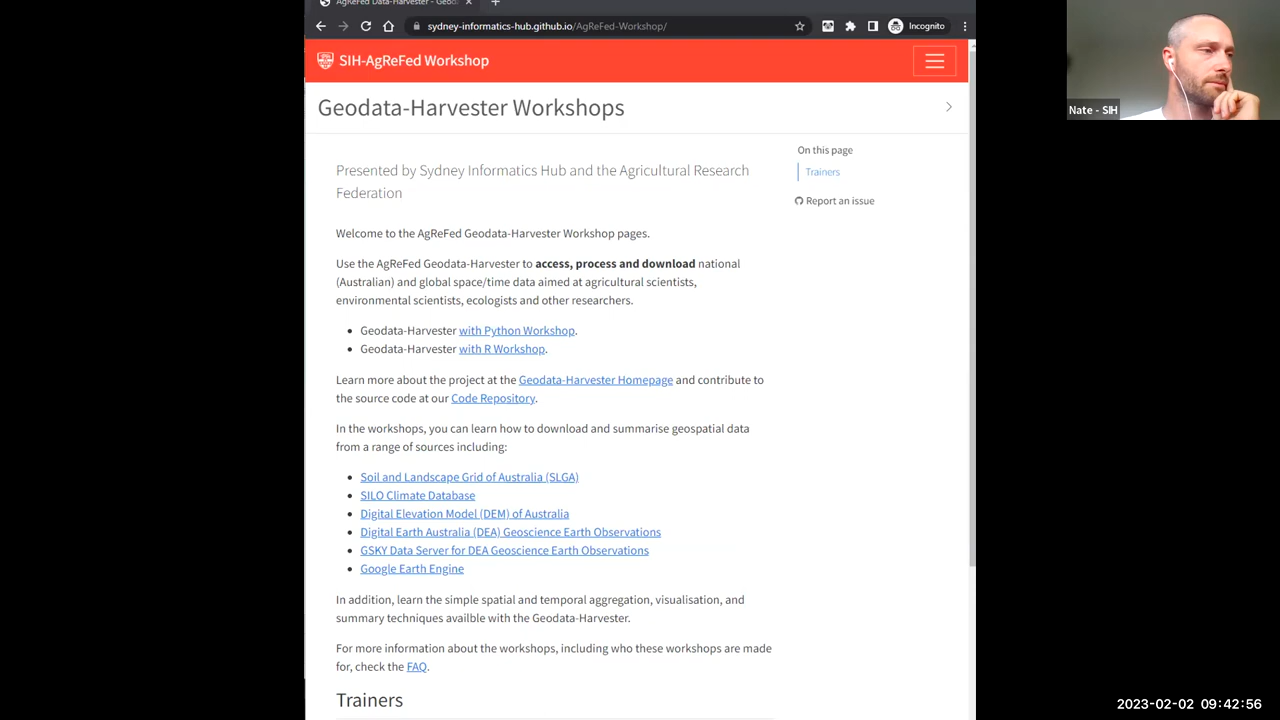 AgReFed Data-Harvester - Geod
sydney-informatics-hub.github.io/AgReFed-Workshop/
Incognito
SIH-AgReFed Workshop
Geodata-Harvester Workshops
Nate - SIH
On this page
Trainers
Report an issue
Presented by Sydney Informatics Hub and the Agricultural Research
Federation
Welcome to the AgReFed Geodata-Harvester Workshop pages.
Use the AgReFed Geodata-Harvester to access, process and download national
(Australian) and global space/time data aimed at agricultural scientists,
environmental scientists, ecologists and other researchers.
• Geodata-Harvester with Python Workshop.
• Geodata-Harvester with R Workshop.
Learn more about the project at the Geodata-Harvester Homepage and contribute to
the source code at our Code Repository.
In the workshops, you can learn how to download and summarise geospatial data
from a range of sources including:
• Soil and Landscape Grid of Australia (SLGA)
• SILO Climate Database
• Digital Elevation Model (DEM) of Australia
• Digital Earth Australia (DEA) Geoscience Earth Observations
• GSKY Data Server for DEA Geoscience Earth Observations
• Google Earth Engine
In addition, learn the simple spatial and temporal aggregation, visualisation, and
summary techniques availble with the Geodata-Harvester.
For more information about the workshops, including who these workshops are made
for, check the FAQ.
Trainers
2023-02-02 09:42:56